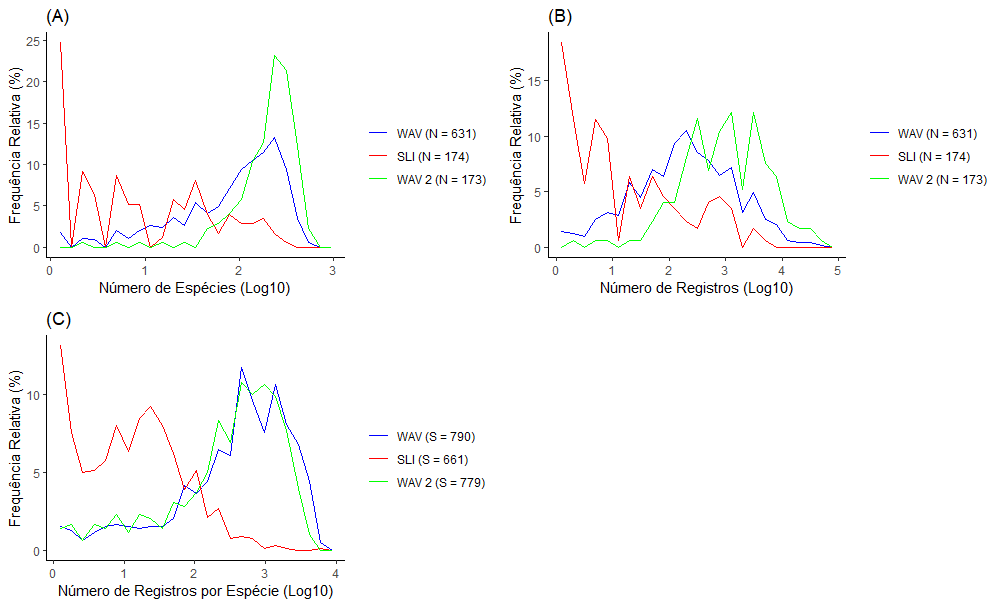 (A)
Frequência Relativa (%)
25
20
15
10
5
0
0 1 2 3
Número de Espécies (Log10)
WAV (N = 631)
SLI (N = 174)
WAV 2 (N = 173)
(B)
Frequência Relativa (%)
15
10
5
0
0 1 2 3 4 5
Número de Registros (Log10)
WAV (N = 631)
SLI (N = 174)
WAV 2 (N = 173)
(C)
Frequência Relativa (%)
10
5
0
0 1 2 3 4
Número de Registros por Espécie (Log10)
WAV (S = 790)
SLI (S = 661)
WAV 2 (S = 779)